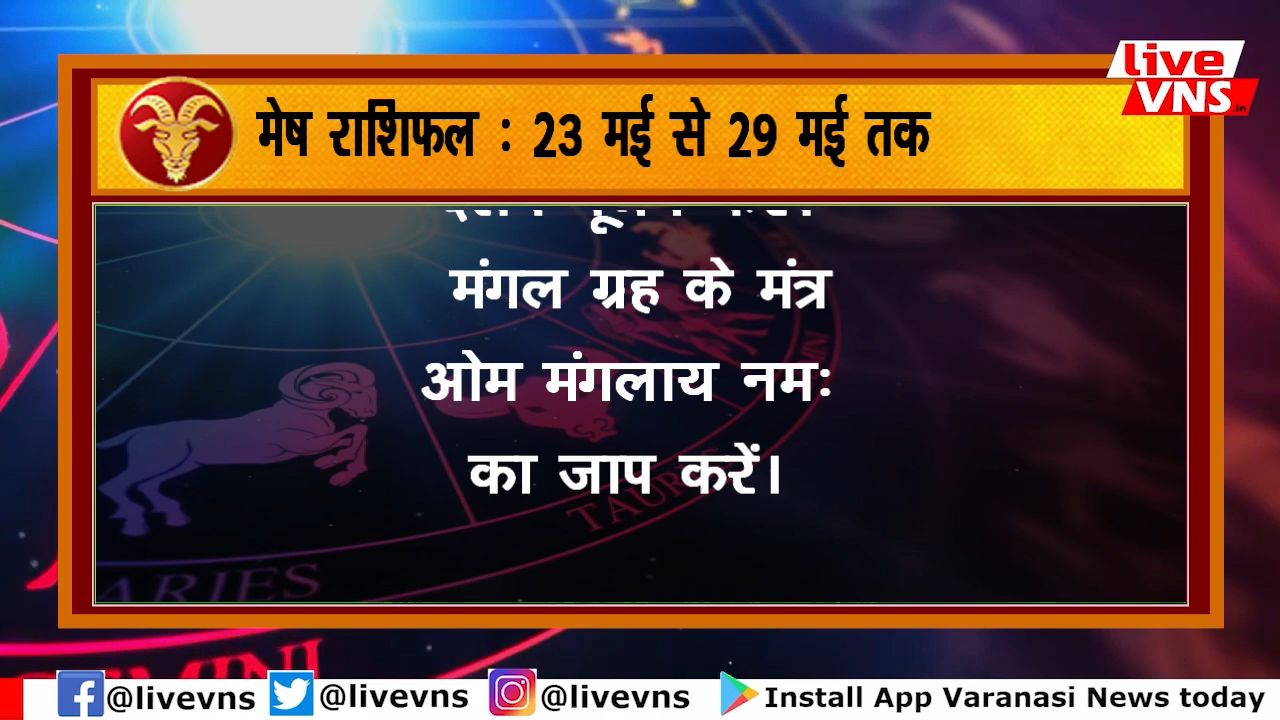 live
VNS.in
मेष राशिफल : 23 मई से 29 मई तक
मंगल ग्रह के मंत्र
ओम मंगलाय नमः
का जाप करें।
TAURUS
ARIES
GEMINI
@livevns @livevns @livevns Install App Varanasi News today